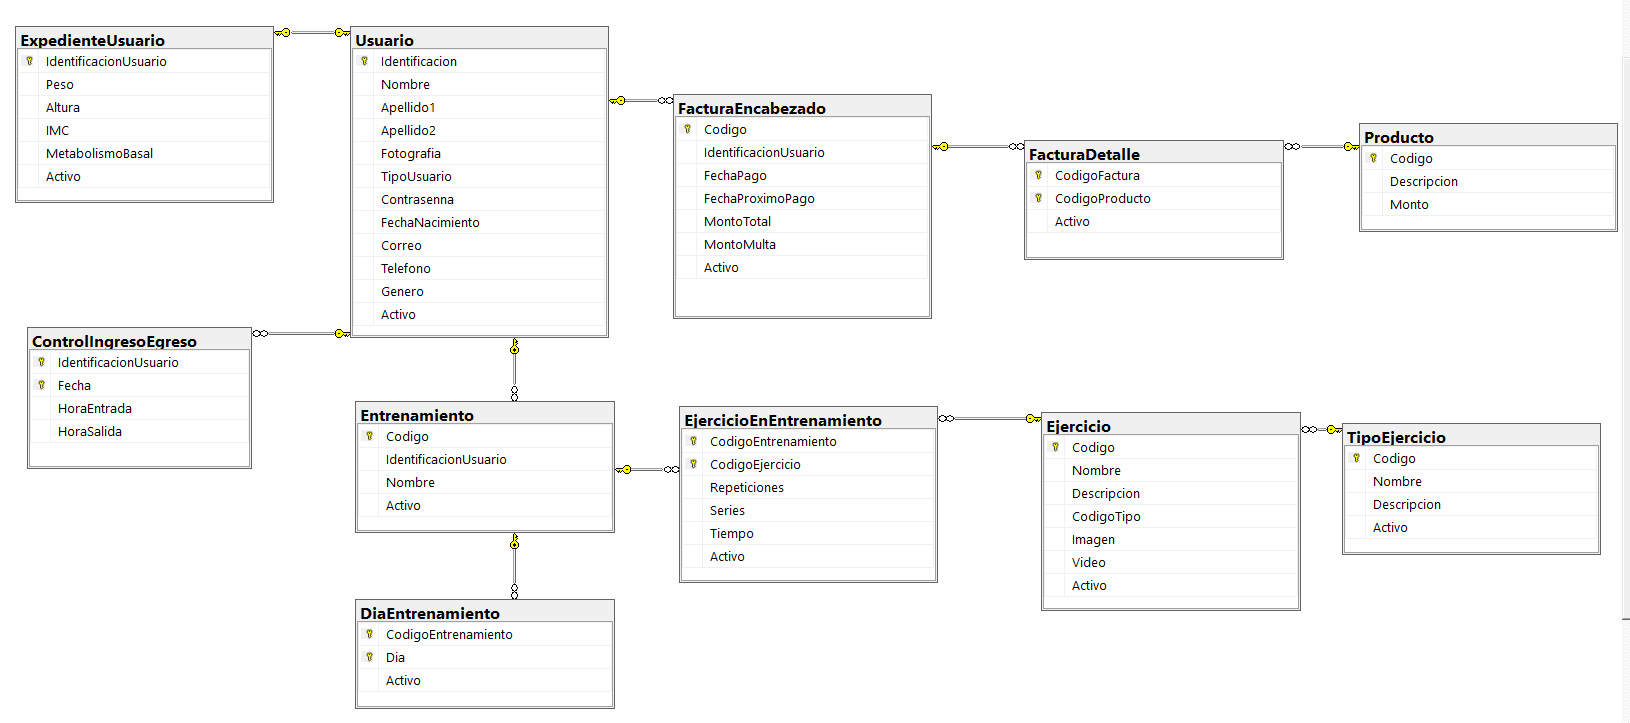 ExpedienteUsuario
IdentificacionUsuario
Peso
Altura
IMC
MetabolismoBasal
Activo
Usuario
Identificacion
Nombre
Apellido1
Apellido2
Fotografia
TipoUsuario
Contrasenna
FechaNacimiento
Correo
Telefono
Genero
Activo
FacturaEncabezado
Codigo
IdentificacionUsuario
FechaPago
FechaProximoPago
MontoTotal
MontoMulta
Activo
FacturaDetalle
CodigoFactura
CodigoProducto
Activo
Producto
Codigo
Descripcion
Monto
ControlIngresoEgreso
IdentificacionUsuario
Fecha
HoraEntrada
HoraSalida
Entrenamiento
Codigo
IdentificacionUsuario
Nombre
Activo
EjercicioEnEntrenamiento
CodigoEntrenamiento
CodigoEjercicio
Repeticiones
Series
Tiempo
Activo
Ejercicio
Codigo
Nombre
Descripcion
CodigoTipo
Imagen
Video
Activo
TipoEjercicio
Codigo
Nombre
Descripcion
Activo
DiaEntrenamiento
CodigoEntrenamiento
Dia
Activo